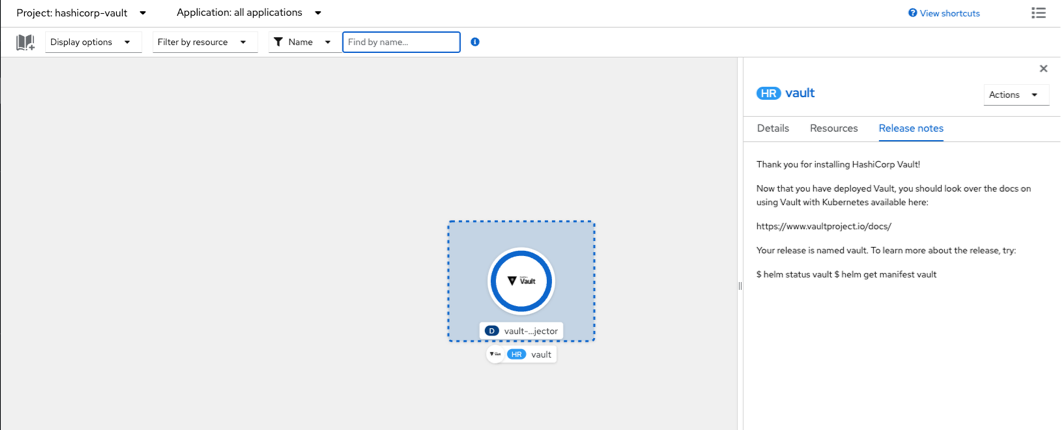 Project: hashicorp-vault
Application: all applications
View shortcuts
Display options
Filter by resource
Name
Find by name...
HR vault
Actions
Details
Resources
Release notes
Thank you for installing HashiCorp Vault!
Now that you have deployed Vault, you should look over the docs on
using Vault with Kubernetes available here:
https://www.vaultproject.io/docs/
Your release is named vault. To learn more about the release, try:
$ helm status vault $ helm get manifest vault
Vault
D vault-...jector
HR vault